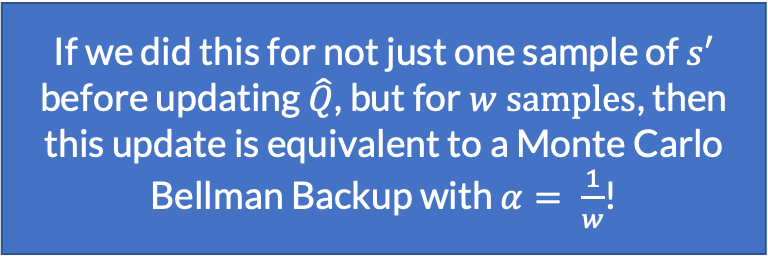 If we did this for not just one sample of s′
before updating Q̂, but for w samples, then
this update is equivalent to a Monte Carlo
Bellman Backup with α = 1/w!